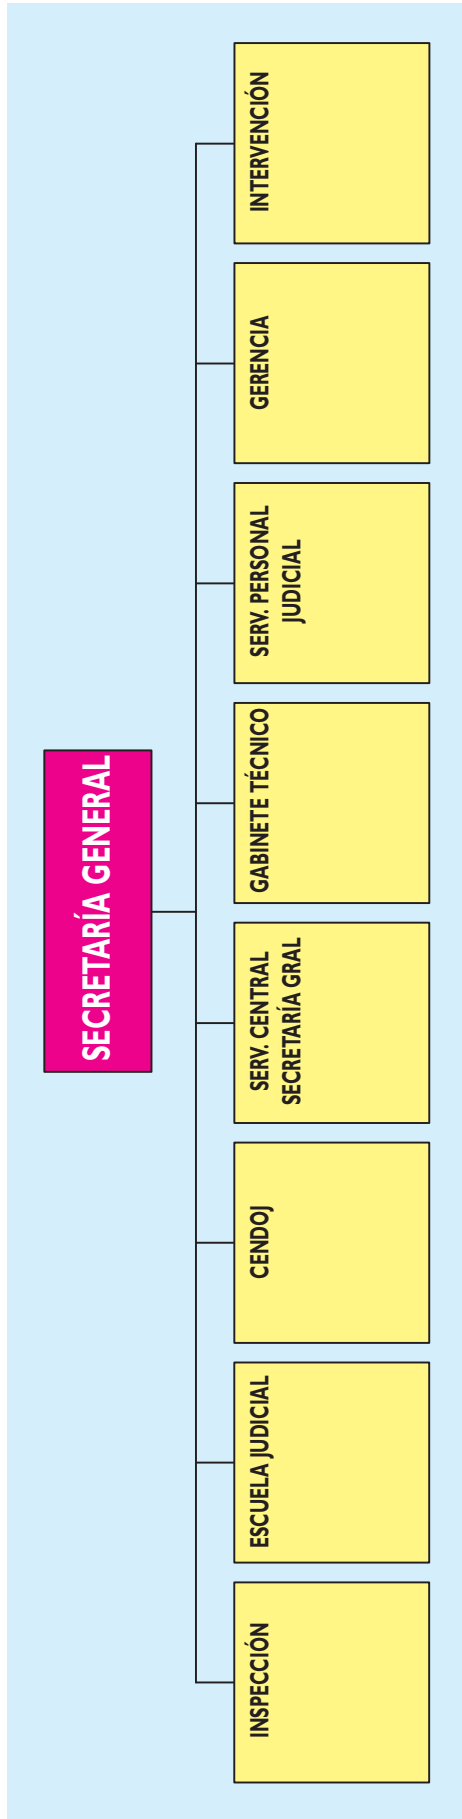 SECRETARÍA GENERAL
INSPECCIÓN
ESCUELA JUDICIAL
CENDOJ
SERV. CENTRAL
SECRETARÍA GRAL
GABINETE TÉCNICO
SERV. PERSONAL
JUDICIAL
GERENCIA
INTERVENCIÓN